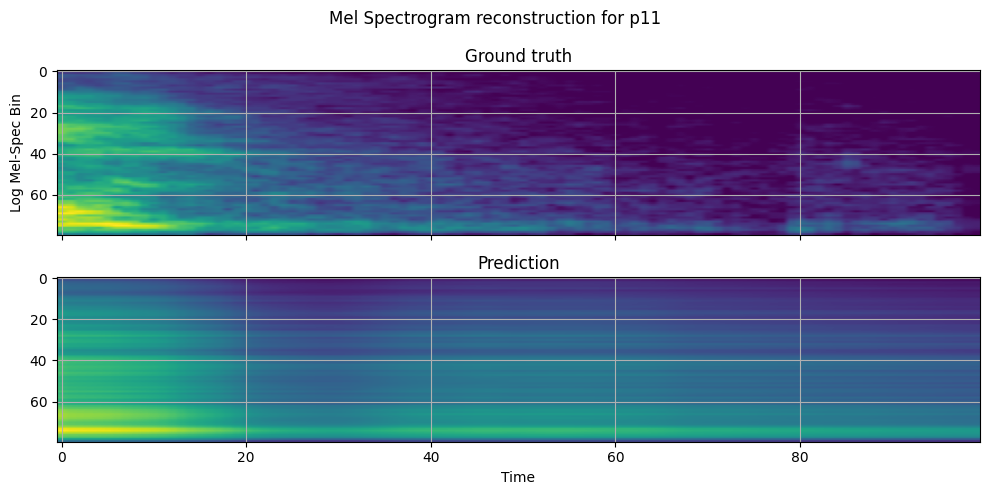 Mel Spectrogram reconstruction for p11
Ground truth
Log Mel-Spec Bin
0
20
40
60
Prediction
0
20
40
60
0 20 40 60 80
Time